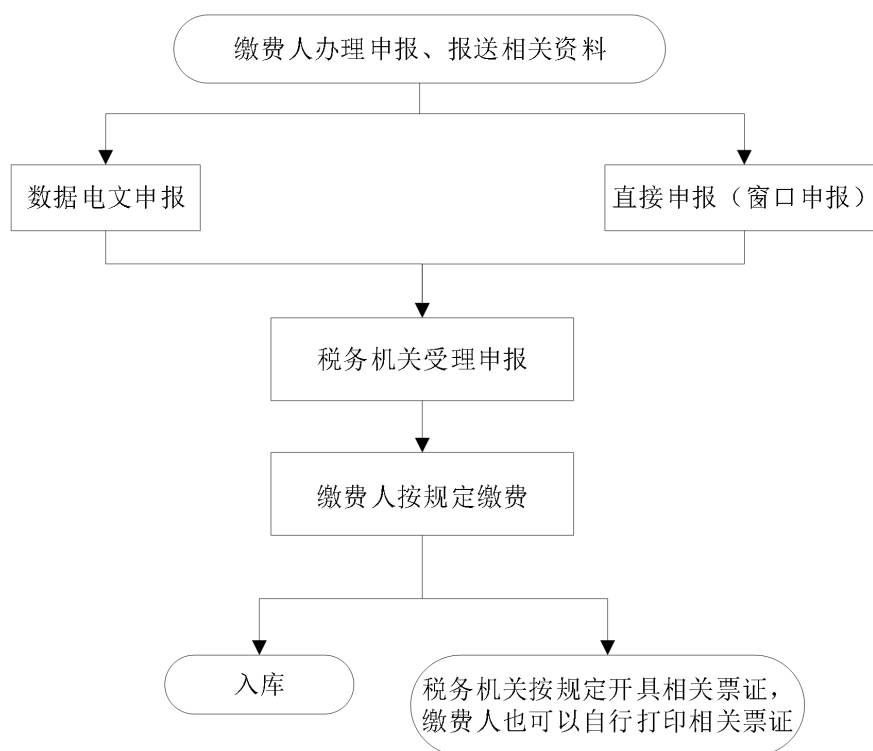 缴费人办理申报、报送相关资料
数据电文申报
直接申报（窗口申报）
税务机关受理申报
缴费人按规定缴费
入库
税务机关按规定开具相关票证，
缴费人也可以自行打印相关票证